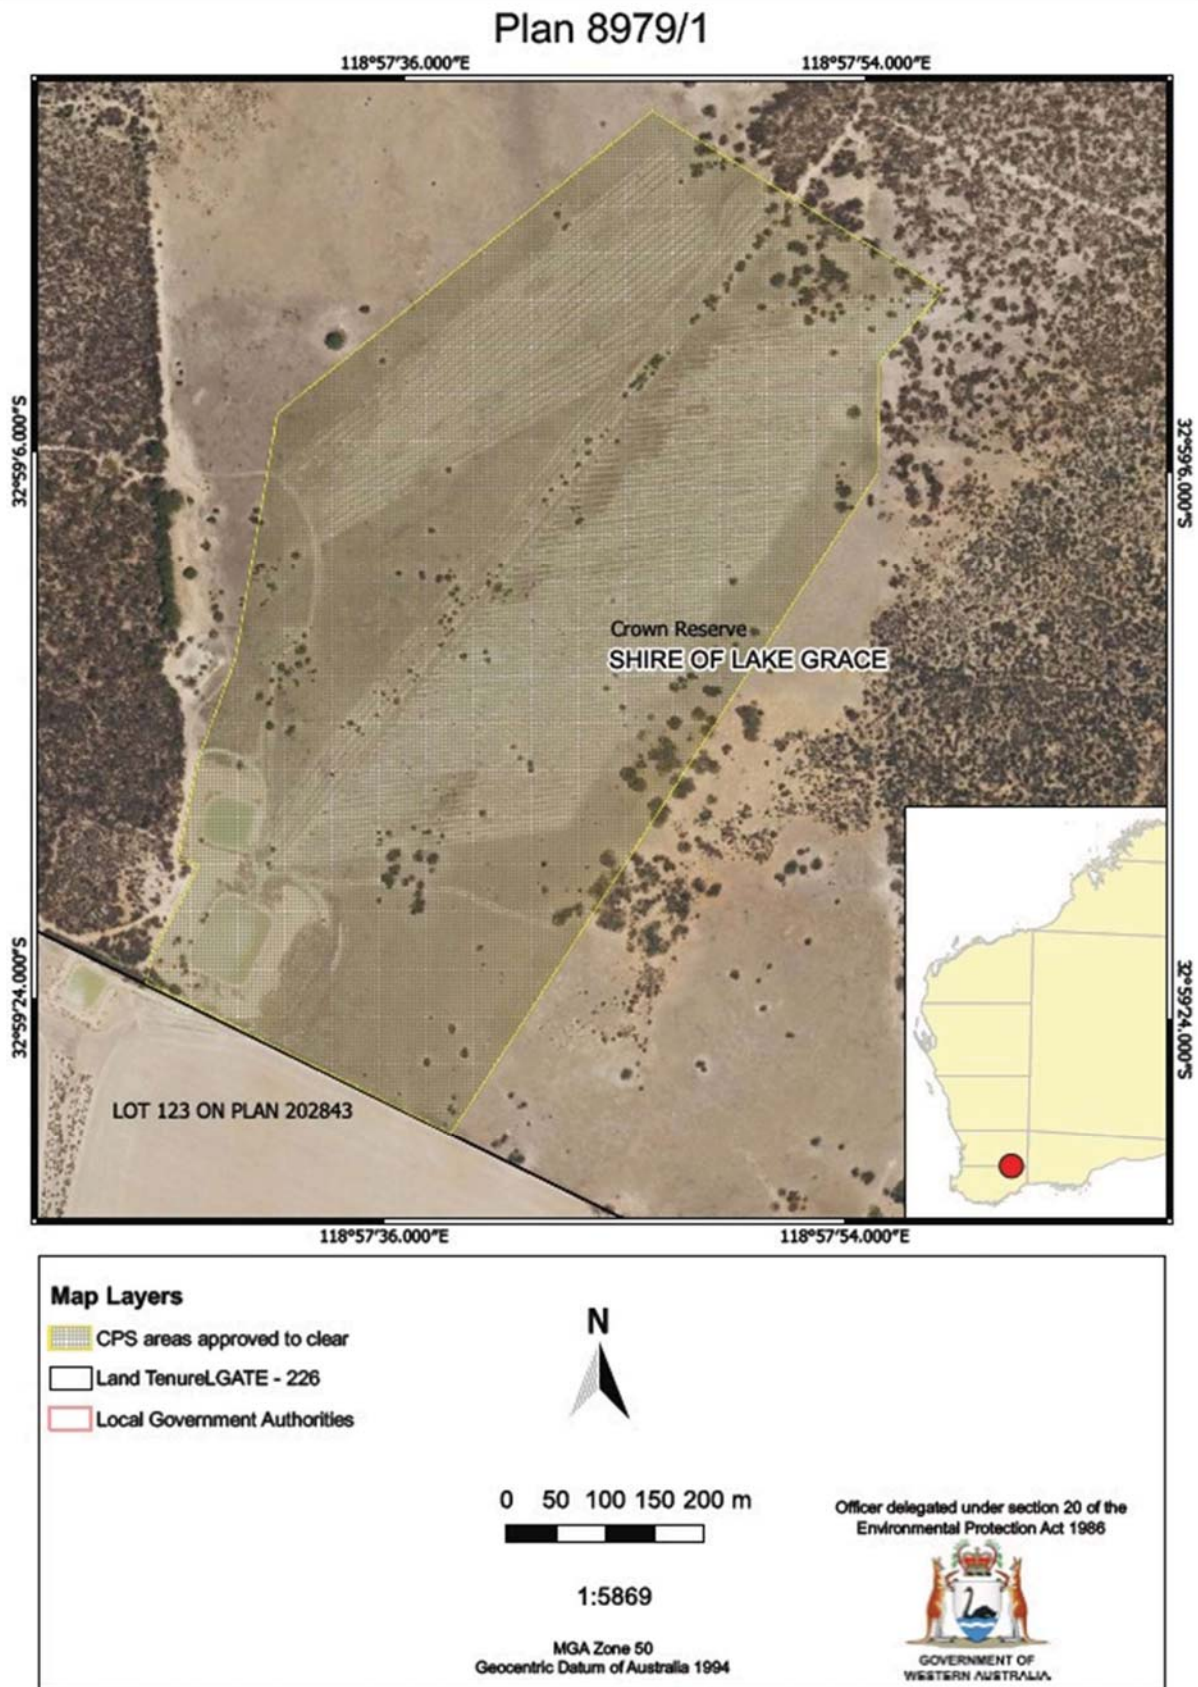 Plan 8979/1
118°57'36.000"E
118°57'54.000"E
32°59'6.000"S
32°59'6.000"S
Crown Reserve
SHIRE OF LAKE GRACE
32°59'24.000"S
32°59'24.000"S
LOT 123 ON PLAN 202843
118°57'36.000"E
118°57'54.000"E
Map Layers
CPS areas approved to clear
Land TenureLGATE - 226
Local Government Authorities
N
0 50 100 150 200 m
1:5869
MGA Zone 50
Geocentric Datum of Australia 1994
Officer delegated under section 20 of the
Environmental Protection Act 1986
GOVERNMENT OF
WESTERN AUSTRALIA